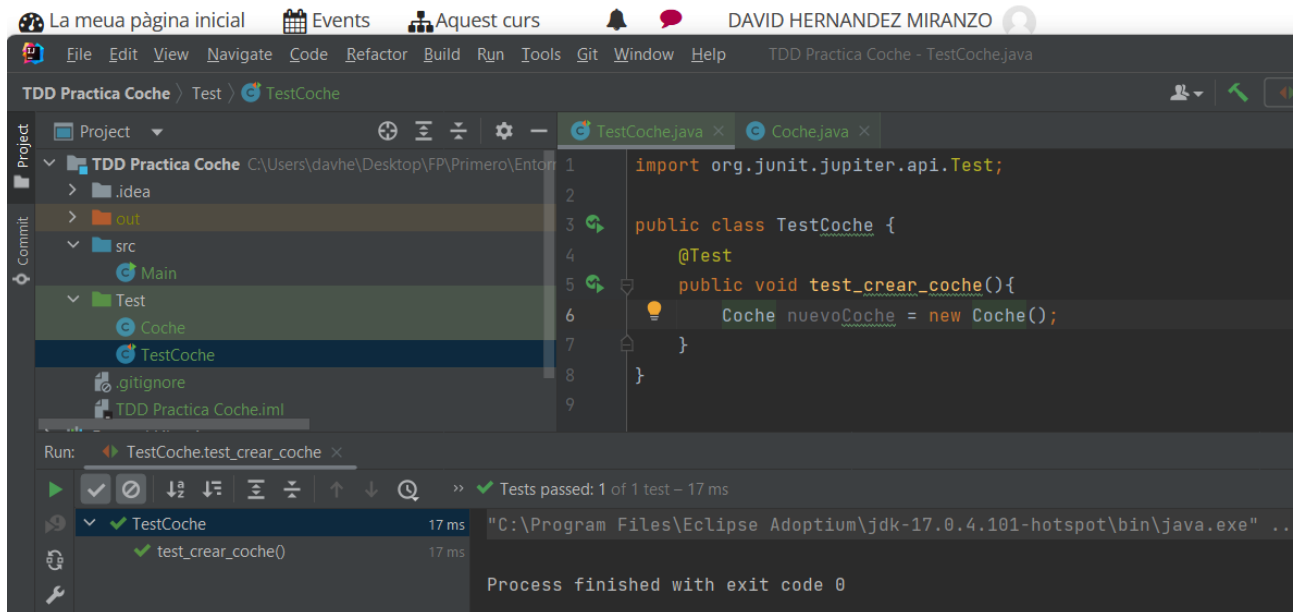 La meua pàgina inicial Events Aquest curs DAVID HERNANDEZ MIRANZO
File Edit View Navigate Code Refactor Build Run Tools Git Window Help TDD Practica Coche - TestCoche.java
TDD Practica Coche Test TestCoche
Project
Commit
Project
TDD Practica Coche C:\Users\davhe\Desktop\FP\Primero\Entorn
.idea
out
src
Main
Test
Coche
TestCoche
.gitignore
TDD Practica Coche.iml
TestCoche.java Coche.java
1 import org.junit.jupiter.api.Test;
2
3 public class TestCoche {
4 @Test
5 public void test_crear_coche(){
6 Coche nuevoCoche = new Coche();
7 }
8 }
9
Run: TestCoche.test_crear_coche
Tests passed: 1 of 1 test – 17 ms
TestCoche 17 ms
test_crear_coche() 17 ms
"C:\Program Files\Eclipse Adoptium\jdk-17.0.4.101-hotspot\bin\java.exe" ...
Process finished with exit code 0